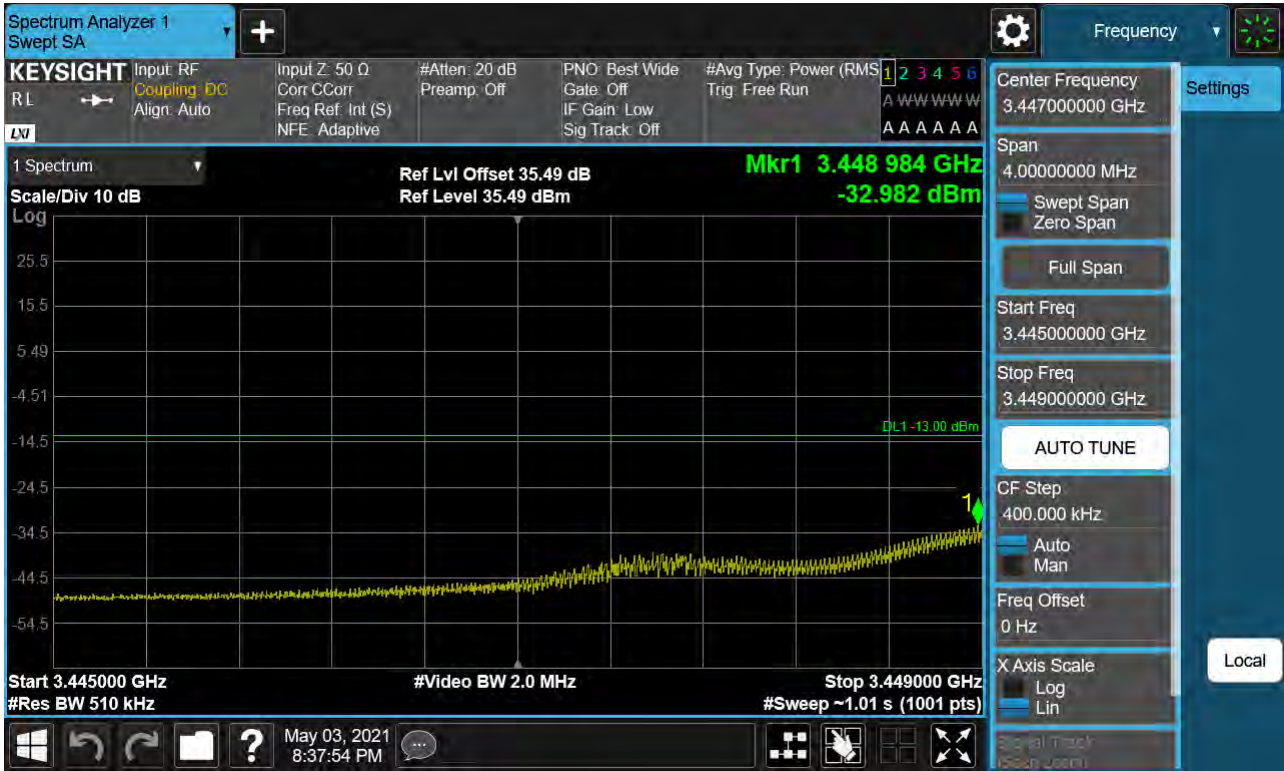 Spectrum Analyzer 1
Swept SA
+
Frequency
KEYSIGHT
RL
LXI
Input: RF
Coupling: DC
Align: Auto
Input Z: 50 Ω
Corr CCorr
Freq Ref: Int (S)
NFE: Adaptive
#Atten: 20 dB
Preamp: Off
PNO: Best Wide
Gate: Off
IF Gain: Low
Sig Track: Off
#Avg Type: Power (RMS
Trig: Free Run
1 2 3 4 5 6
A W W W W W
A A A A A A
1 Spectrum
Scale/Div 10 dB
Log
Ref Lvl Offset 35.49 dB
Ref Level 35.49 dBm
Mkr1 3.448 984 GHz
-32.982 dBm
25.5
15.5
5.49
-4.51
-14.5
-24.5
-34.5
-44.5
-54.5
DL1 -13.00 dBm
1
Start 3.445000 GHz
#Res BW 510 kHz
#Video BW 2.0 MHz
Stop 3.449000 GHz
#Sweep ~1.01 s (1001 pts)
Center Frequency
3.447000000 GHz
Span
4.00000000 MHz
Swept Span
Zero Span
Full Span
Start Freq
3.445000000 GHz
Stop Freq
3.449000000 GHz
AUTO TUNE
CF Step
400.000 kHz
Auto
Man
Freq Offset
0 Hz
X Axis Scale
Log
Lin
Signal Track
(Span Zoom)
Settings
Local
?
May 03, 2021
8:37:54 PM